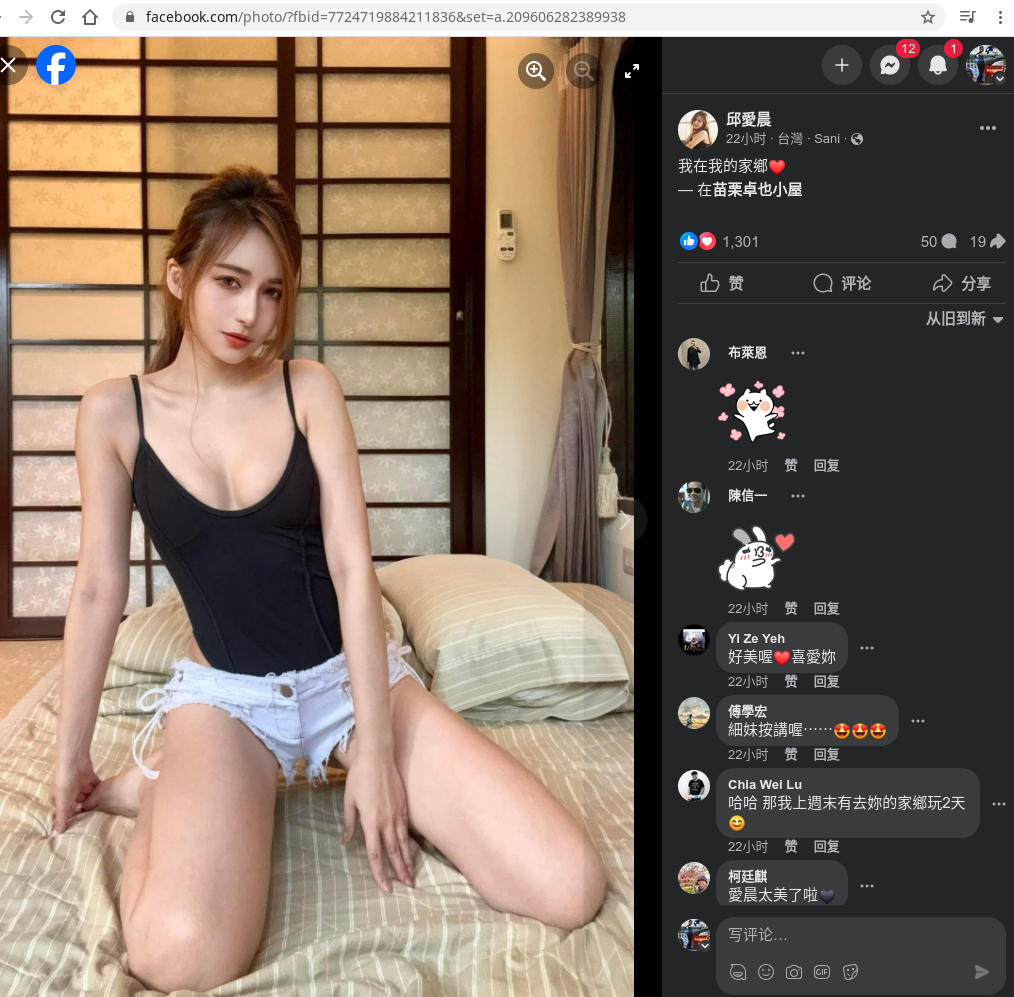 facebook.com/photo/?fbid=7724719884211836&set=a.209606282389938
12
1
邱愛晨
22小时 · 台灣 · Sani ·
我在我的家鄉❤️
— 在苗栗卓也小屋
1,301
50
19
赞
评论
分享
从旧到新
布萊恩
22小时 赞 回复
陳信一
22小时 赞 回复
Yi Ze Yeh
好美喔❤️喜愛妳
22小时 赞 回复
傅學宏
細妹按講喔⋯⋯🤩🤩🤩
22小时 赞 回复
Chia Wei Lu
哈哈 那我上週末有去妳的家鄉玩2天
😊
22小时 赞 回复
柯廷麒
愛晨太美了啦🖤
写评论…
GIF